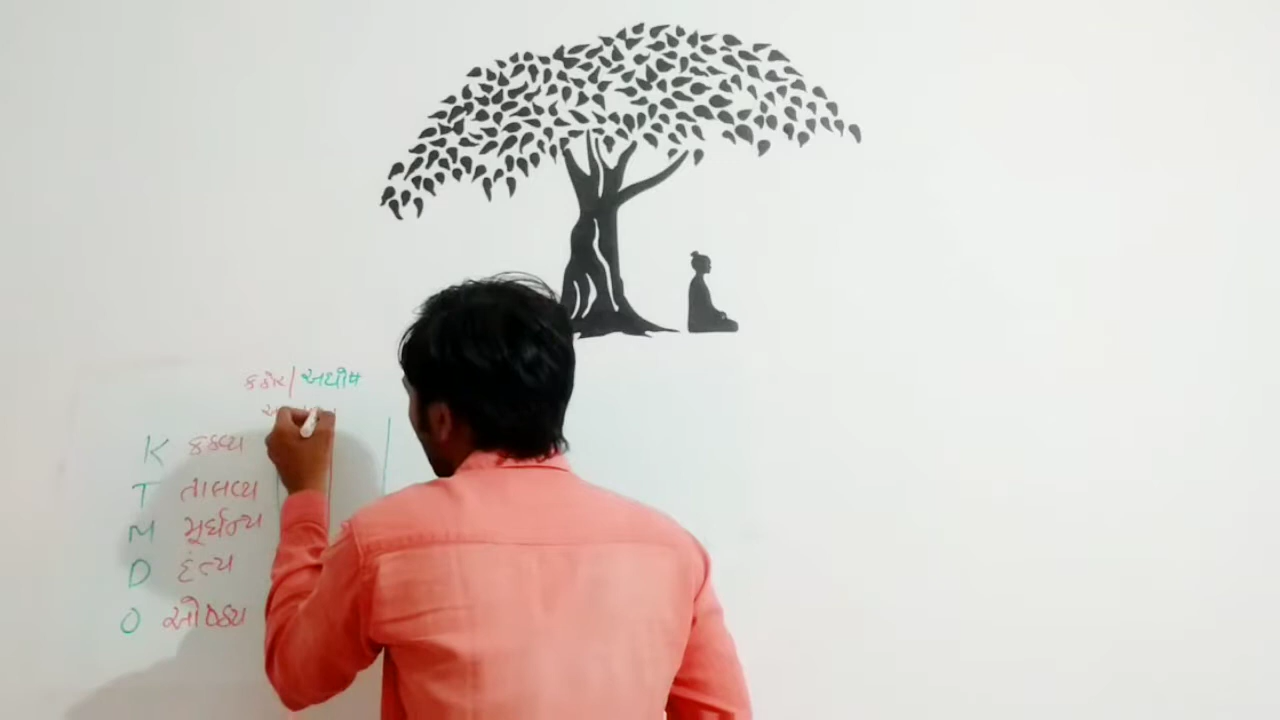 કઠોર/અઘોષ
K કંઠ્ય
T તાલવ્ય
M મૂર્ધન્ય
D દંત્ય
O ઓષ્ઠ્ય